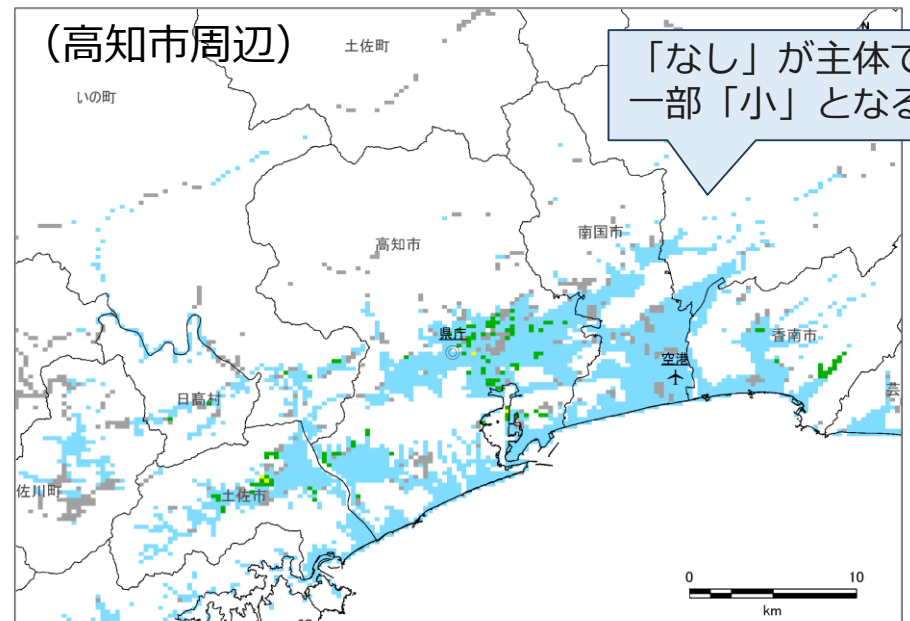 （高知市周辺）
土佐町
N
「なし」が主体で
一部「小」となる
いの町
高知市
南国市
県庁
空港
香南市
日高村
芸
佐川町
土佐市
0 10
km